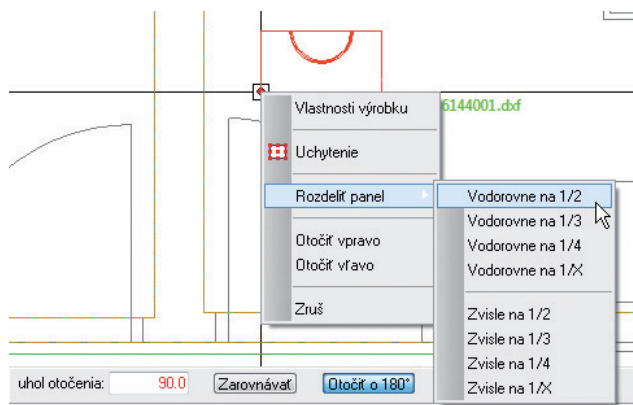 6144001.dxf
Vlastnosti výrobku
Uchytenie
Rozdeliť panel
Otočiť vpravo
Otočiť vľavo
Zruš
Vodorovne na 1/2
Vodorovne na 1/3
Vodorovne na 1/4
Vodorovne na 1/X
Zvisle na 1/2
Zvisle na 1/3
Zvisle na 1/4
Zvisle na 1/X
uhol otočenia: 90.0 Zarovnávať Otočiť o 180°